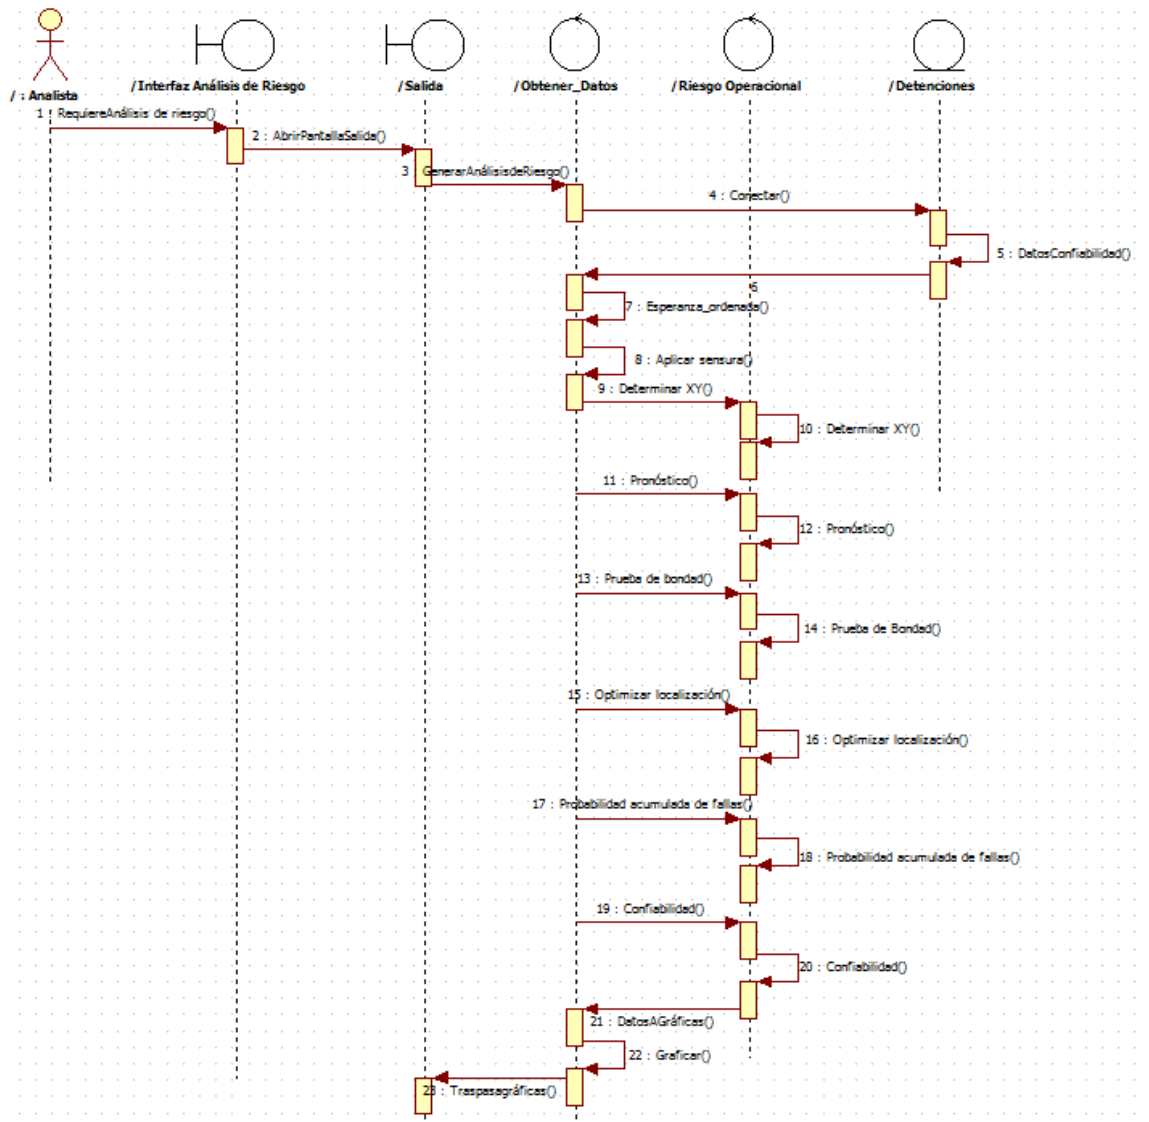 / : Analista
/Interfaz Análisis de Riesgo
/Salida
/Obtener_Datos
/Riesgo Operacional
/Detenciones
1 : RequiereAnálisis de riesgo()
2 : AbrirPantallaSalida()
3 : GenerarAnálisisdeRiesgo()
4 : Conectar()
5 : DatosConfiabilidad()
6
7 : Esperanza_ordenada()
8 : Aplicar sensura()
9 : Determinar XY()
10 : Determinar XY()
11 : Pronóstico()
12 : Pronóstico()
13 : Prueba de bondad()
14 : Prueba de Bondad()
15 : Optimizar localización()
16 : Optimizar localización()
17 : Probabilidad acumulada de fallas()
18 : Probabilidad acumulada de fallas()
19 : Confiabilidad()
20 : Confiabilidad()
21 : DatosAGráficas()
22 : Graficar()
23 : Traspasagráficas()